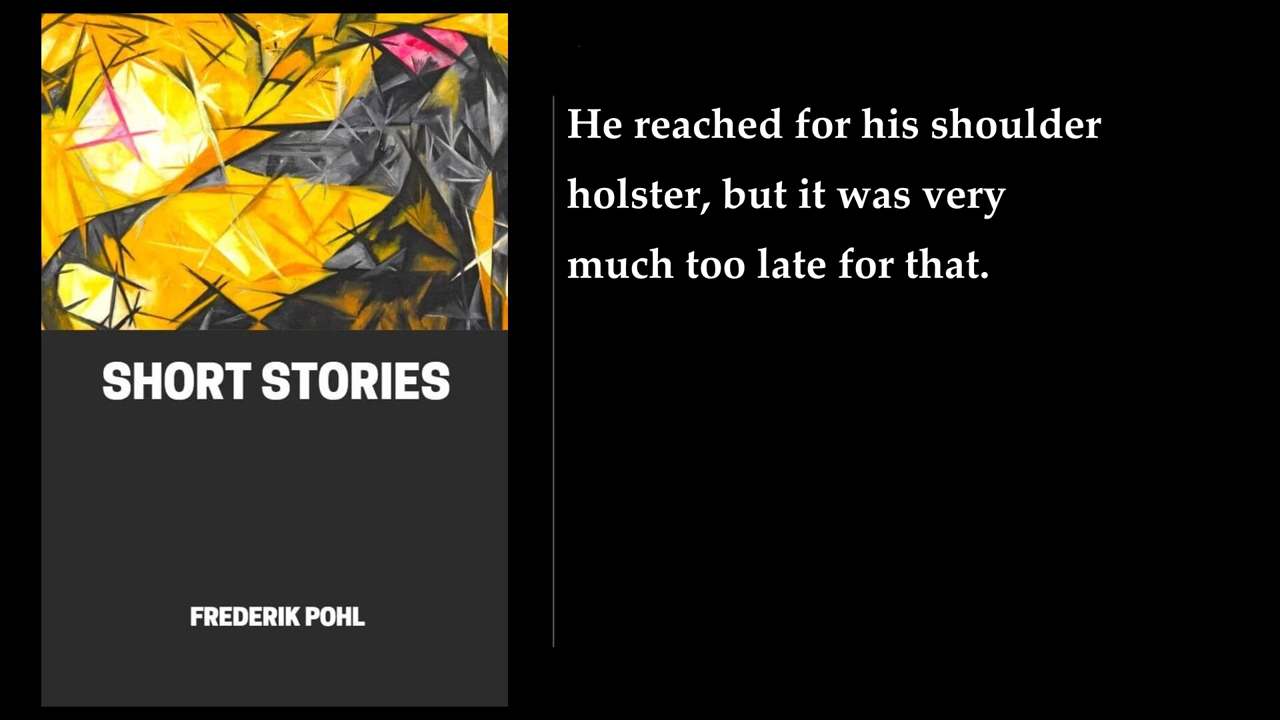 SHORT STORIES
FREDERIK POHL
He reached for his shoulder
holster, but it was very
much too late for that.